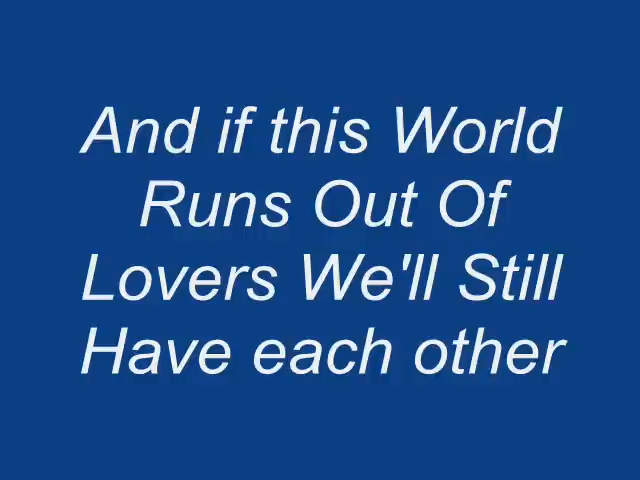 And if this World
Runs Out Of
Lovers We'll Still
Have each other